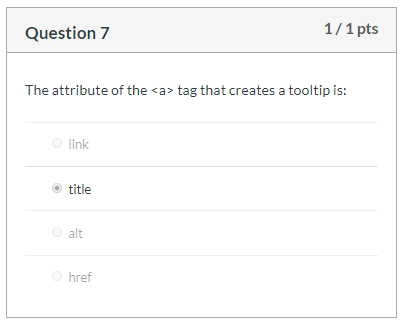 Question 7
1 / 1 pts
The attribute of the <a> tag that creates a tooltip is:
link
title
alt
href